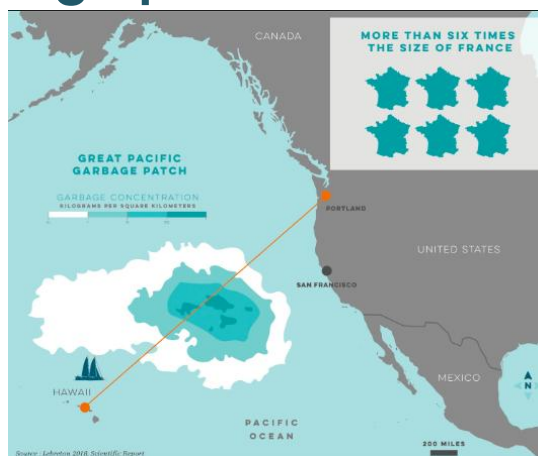 CANADA
MORE THAN SIX TIMES
THE SIZE OF FRANCE
GREAT PACIFIC
GARBAGE PATCH
GARBAGE CONCENTRATION
KILOGRAMS PER SQUARE KILOMETERS
PORTLAND
UNITED STATES
SAN FRANCISCO
HAWAII
MEXICO
N
PACIFIC
OCEAN
200 MILES
Source : Lebreton 2018, Scientific Report